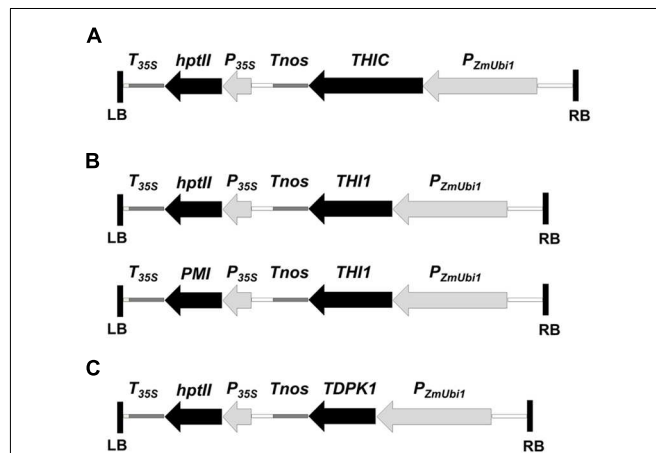 A
T35S hptII P35S Tnos THIC PZmUbi1
LB RB
B
T35S hptII P35S Tnos THI1 PZmUbi1
LB RB
T35S PMI P35S Tnos THI1 PZmUbi1
LB RB
C
T35S hptII P35S Tnos TDPK1 PZmUbi1
LB RB